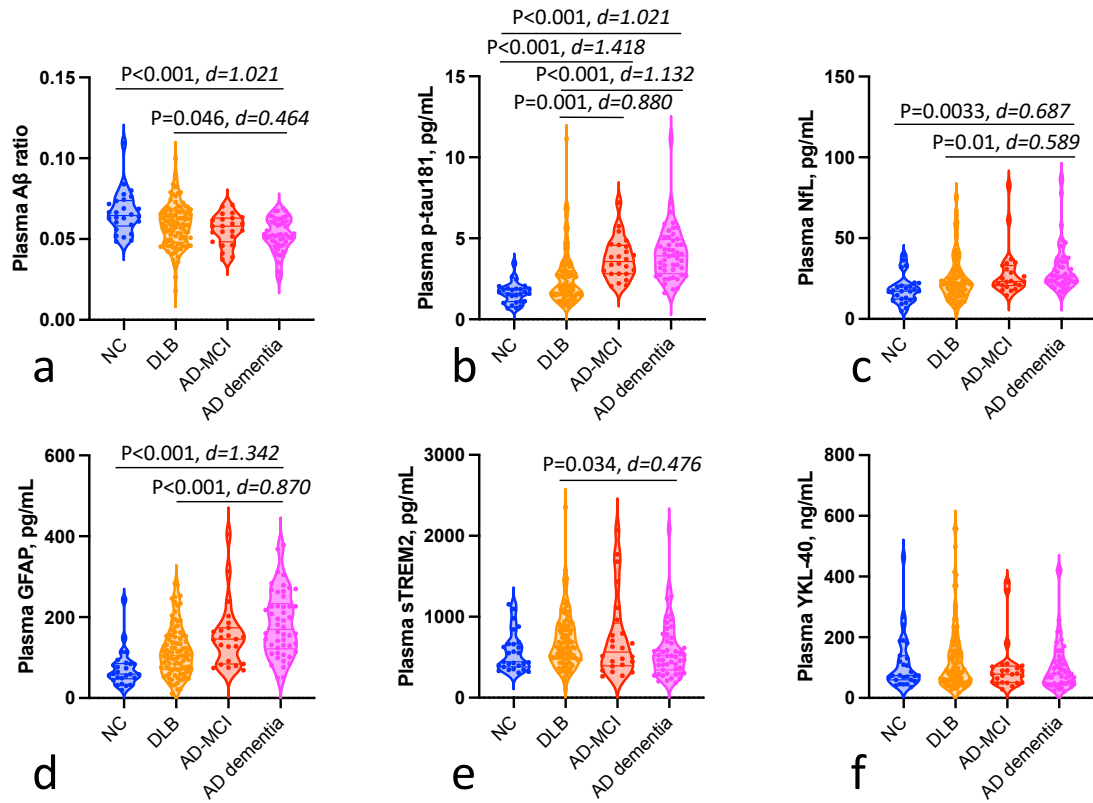 P<0.001, d=1.021
P=0.046, d=0.464
Plasma Aβ ratio
0.15
0.10
0.05
0.00
NC
DLB
AD-MCI
AD dementia
a
P<0.001, d=1.021
P<0.001, d=1.418
P<0.001, d=1.132
P=0.001, d=0.880
Plasma p-tau181, pg/mL
15
10
5
0
NC
DLB
AD-MCI
AD dementia
b
P=0.0033, d=0.687
P=0.01, d=0.589
Plasma NfL, pg/mL
150
100
50
0
NC
DLB
AD-MCI
AD dementia
c
P<0.001, d=1.342
P<0.001, d=0.870
Plasma GFAP, pg/mL
600
400
200
0
NC
DLB
AD-MCI
AD dementia
d
P=0.034, d=0.476
Plasma sTREM2, pg/mL
3000
2000
1000
0
NC
DLB
AD-MCI
AD dementia
e
Plasma YKL-40, ng/mL
800
600
400
200
0
NC
DLB
AD-MCI
AD dementia
f